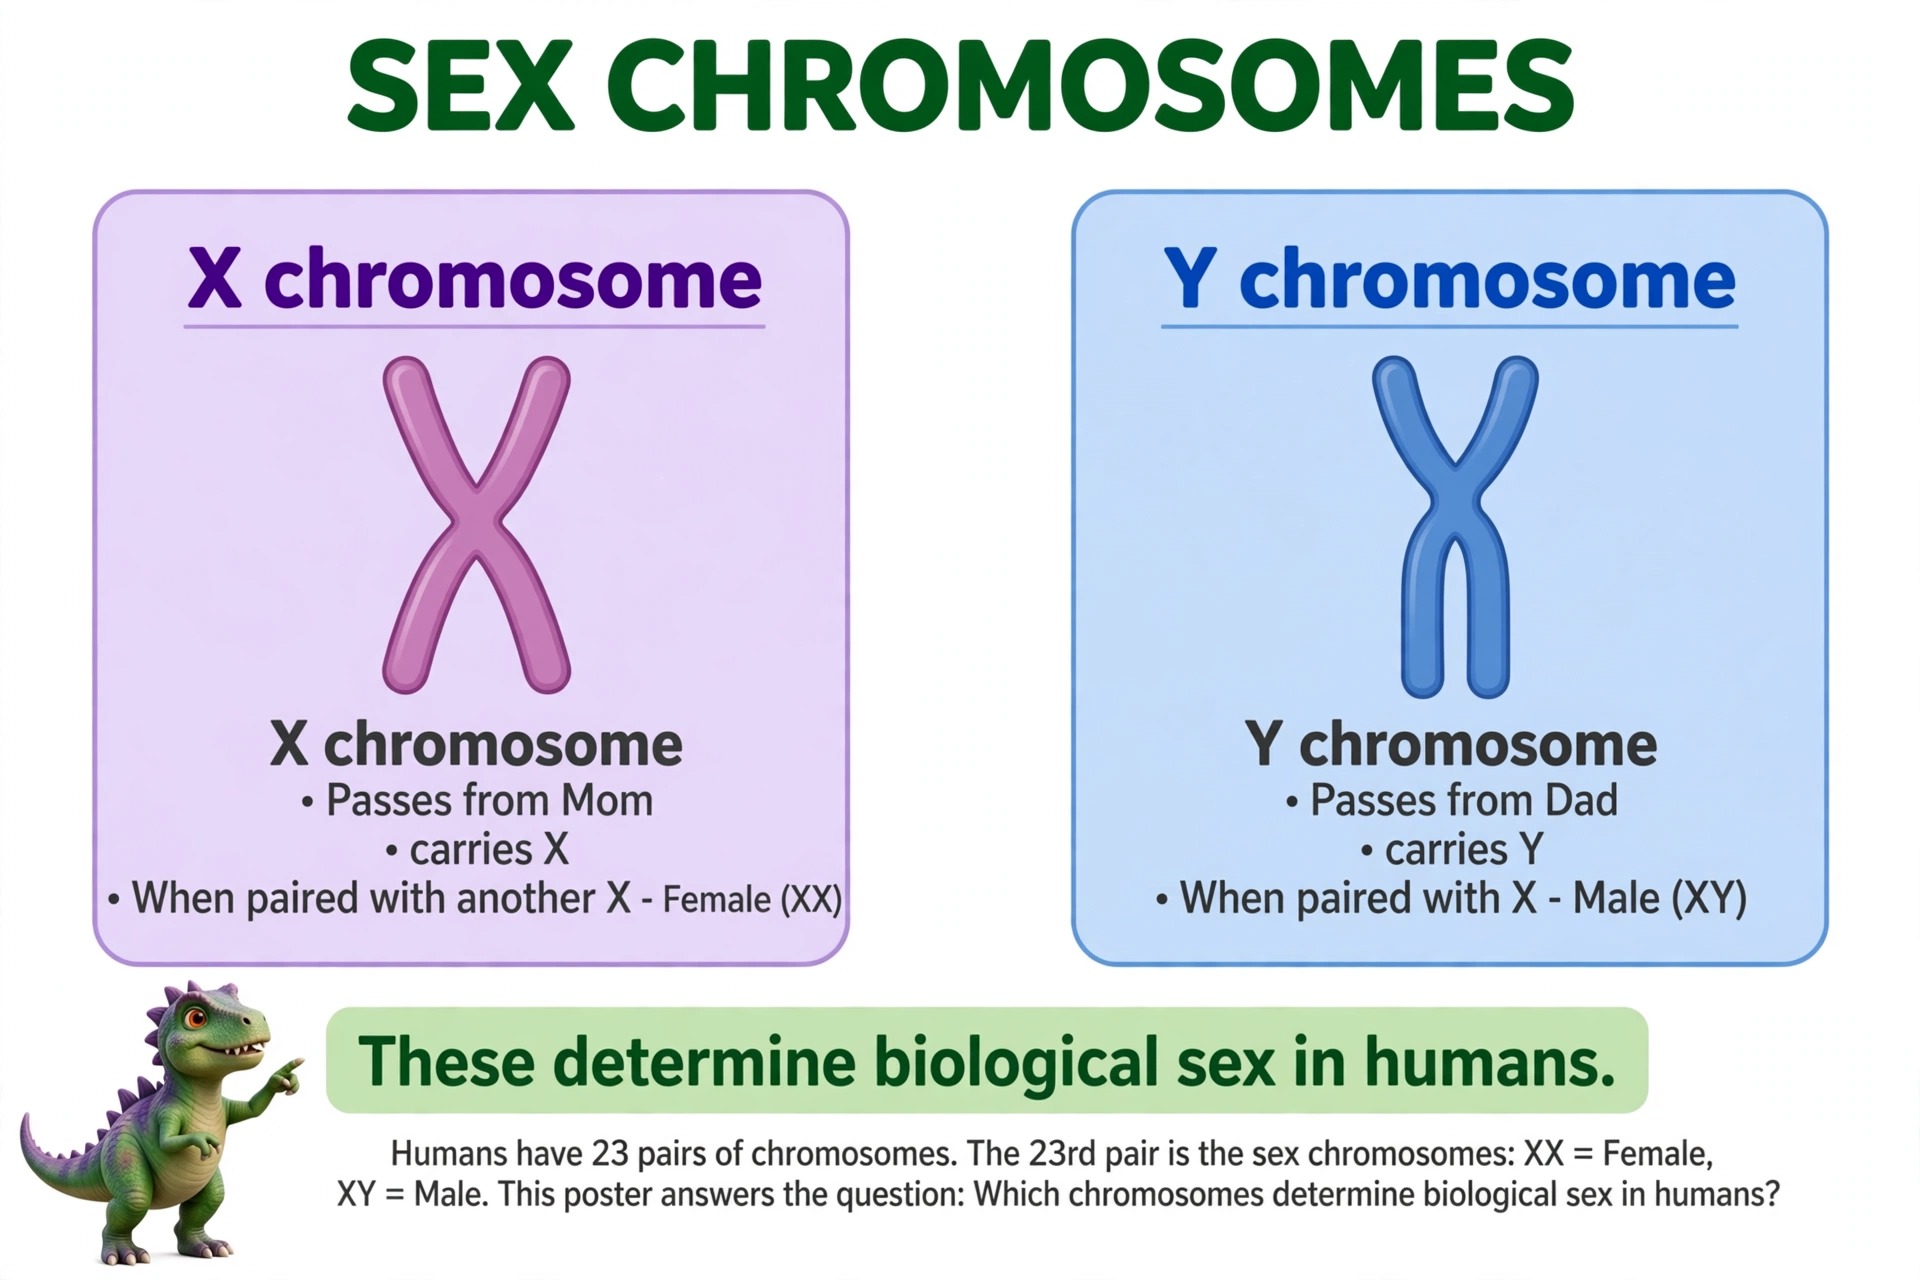 SEX CHROMOSOMES
X chromosome
X chromosome
• Passes from Mom
• carries X
• When paired with another X - Female (XX)
Y chromosome
Y chromosome
• Passes from Dad
• carries Y
• When paired with X - Male (XY)
These determine biological sex in humans.
Humans have 23 pairs of chromosomes. The 23rd pair is the sex chromosomes: XX = Female,
XY = Male. This poster answers the question: Which chromosomes determine biological sex in humans?